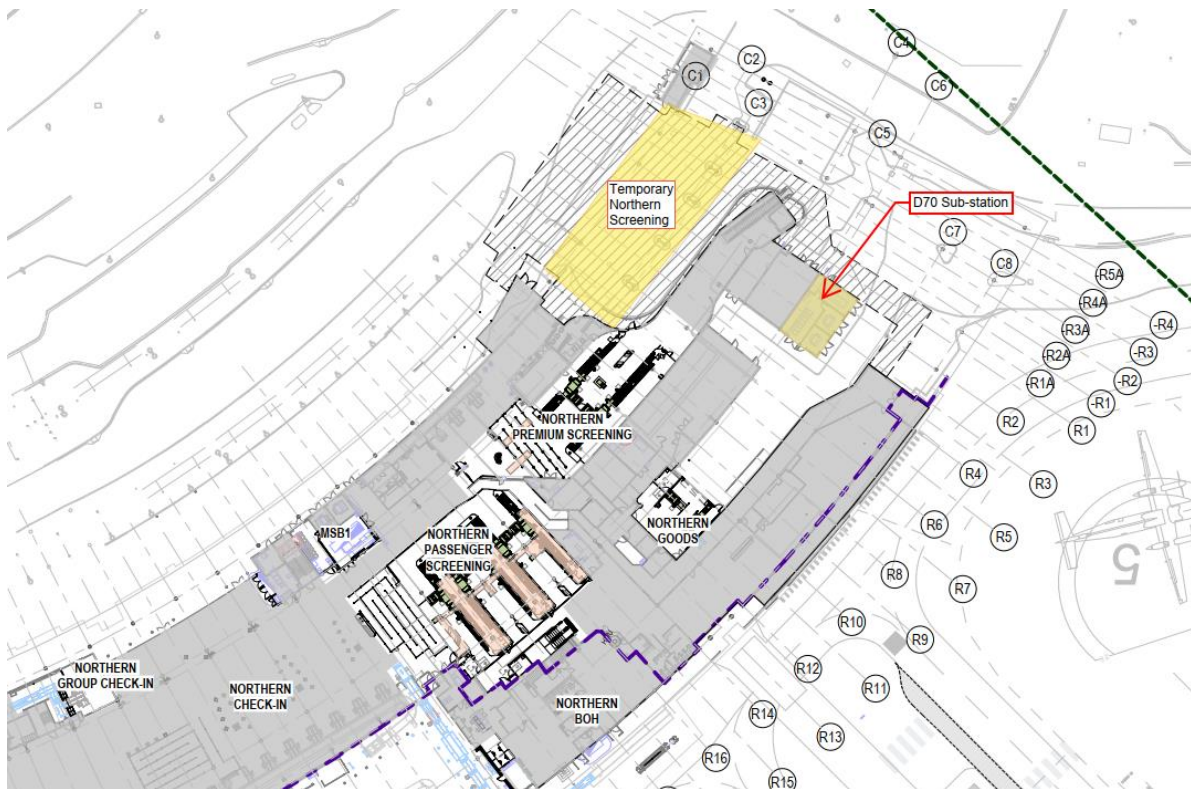 C4
C2
C1
C6
C3
C5
Temporary
Northern
Screening
D70 Sub-station
C7
C8
-R5A
-R4A
-R4
-R3A
-R3
-R2A
-R2
-R1A
-R1
R2
R1
NORTHERN
PREMIUM SCREENING
R4
R3
MSB1
NORTHERN
PASSENGER
SCREENING
NORTHERN
GOODS
R6
R5
5
R8
R7
R10
R9
R12
R11
NORTHERN
GROUP CHECK-IN
NORTHERN
CHECK-IN
NORTHERN
BOH
R14
R13
R16
R15